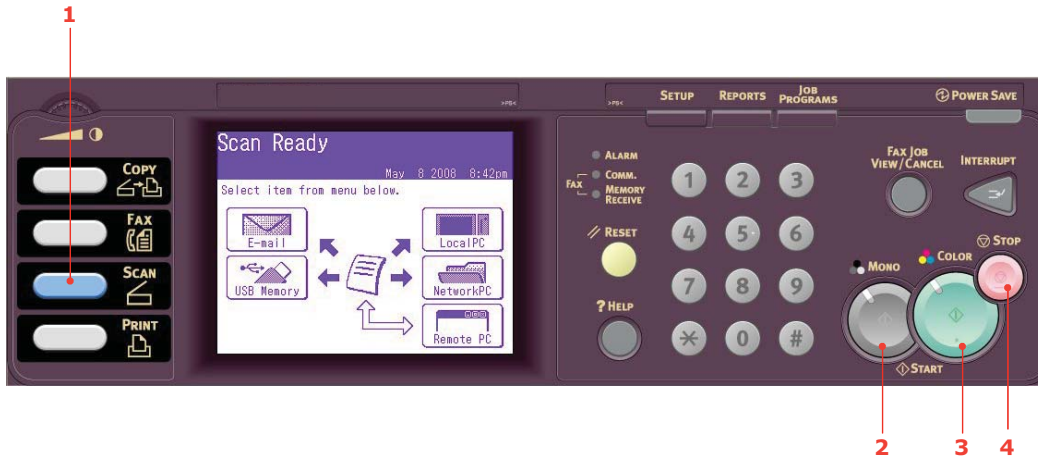 1
>PS<
>PS<
SETUP
REPORTS
JOB
PROGRAMS
POWER SAVE
COPY
FAX
SCAN
PRINT
Scan Ready
May 8 2008 8:42pm
Select item from menu below.
E-mail
LocalPC
USB Memory
NetworkPC
Remote PC
ALARM
FAX
COMM.
MEMORY
RECEIVE
RESET
? HELP
1
2
3
4
5
6
7
8
9
*
0
#
FAX JOB
VIEW/CANCEL
INTERRUPT
STOP
MONO
COLOR
START
2
3
4